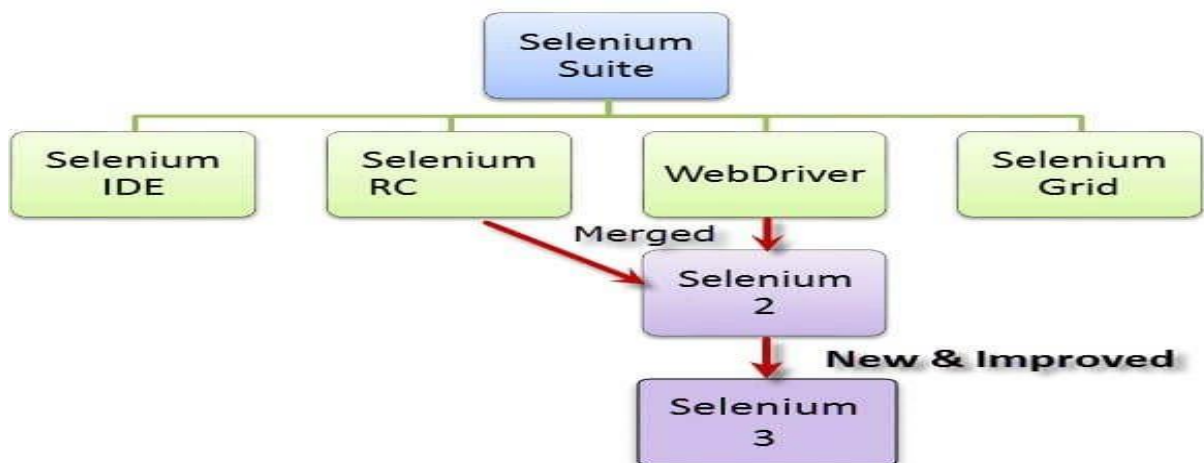 Selenium
Suite
Selenium
IDE
Selenium
RC
WebDriver
Selenium
Grid
Merged
Selenium
2
New & Improved
Selenium
3